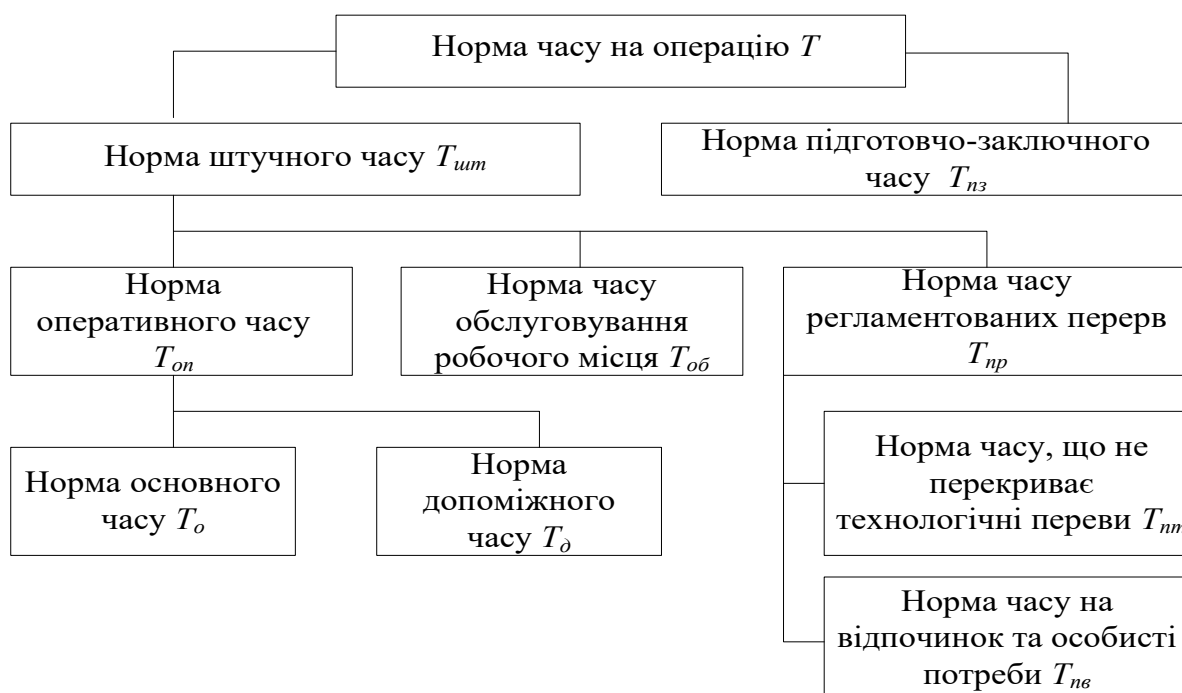 Норма часу на операцію T
Норма штучного часу Tшт
Норма підготовчо-заключного
часу Tпз
Норма
оперативного часу
Tоп
Норма часу
обслуговування
робочого місця Tоб
Норма часу
регламентованих перерв
Tпр
Норма основного
часу Tо
Норма
допоміжного
часу Tд
Норма часу, що не
перекриває
технологічні переви Tпт
Норма часу на
відпочинок та особисті
потреби Tпв